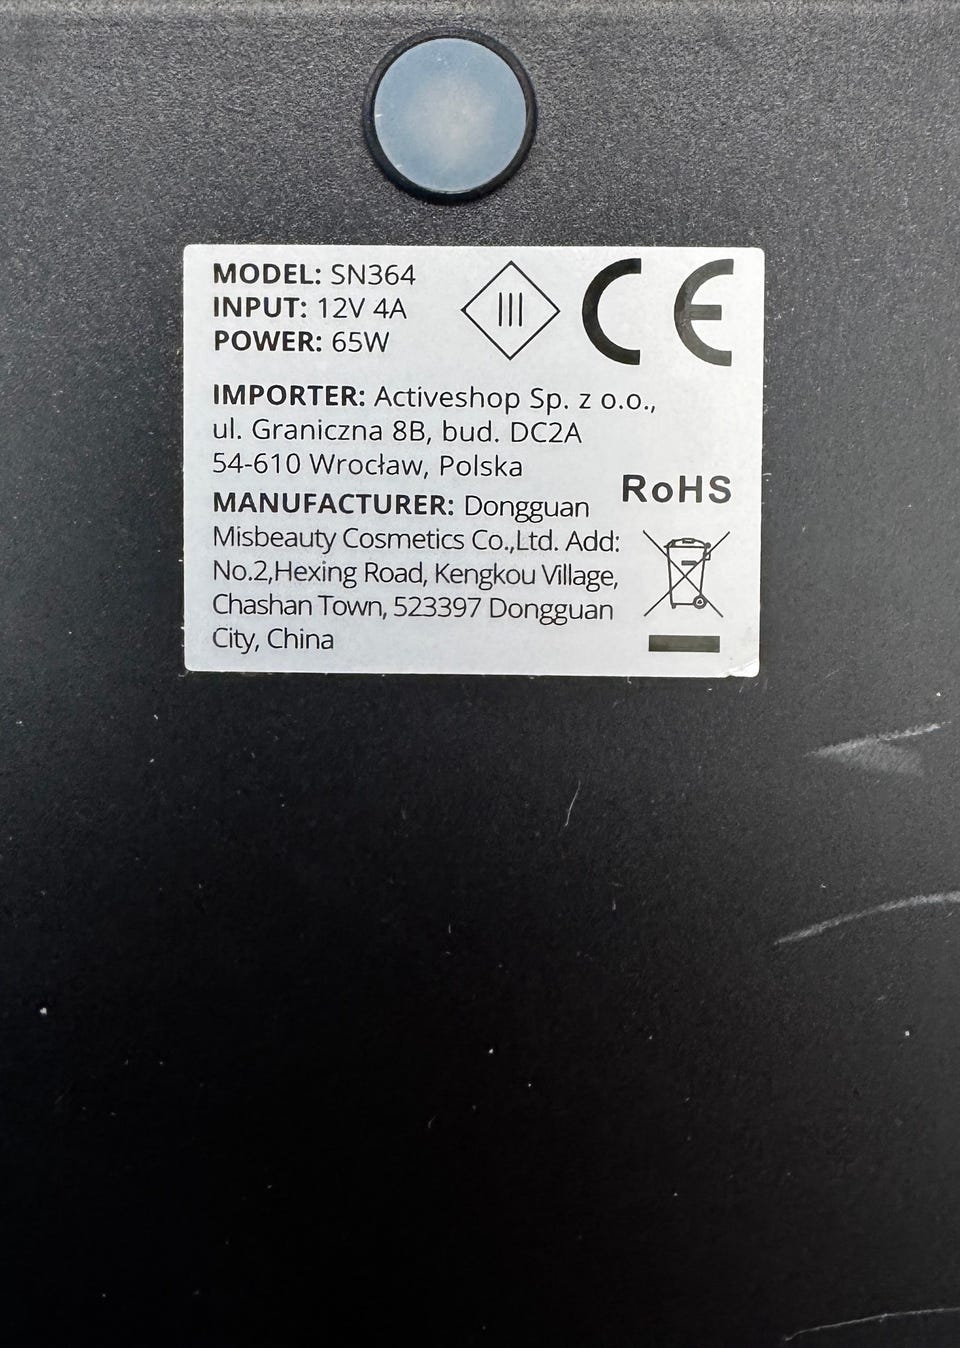 MODEL: SN364
INPUT: 12V 4A
POWER: 65W
III
CE
IMPORTER: Activeshop Sp. z o.o.,
ul. Graniczna 8B, bud. DC2A
54-610 Wrocław, Polska
RoHS
MANUFACTURER: Dongguan
Misbeauty Cosmetics Co.,Ltd. Add:
No.2,Hexing Road, Kengkou Village,
Chashan Town, 523397 Dongguan
City, China